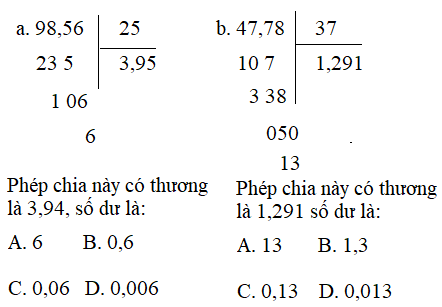 a. 98,56 25
23 5 3,95
1 06
6
Phép chia này có thương
là 3,94, số dư là:
A. 6 B. 0,6
C. 0,06 D. 0,006
b. 47,78 37
10 7 1,291
3 38
050
13
Phép chia này có thương
là 1,291 số dư là:
A. 13 B. 1,3
C. 0,13 D. 0,013